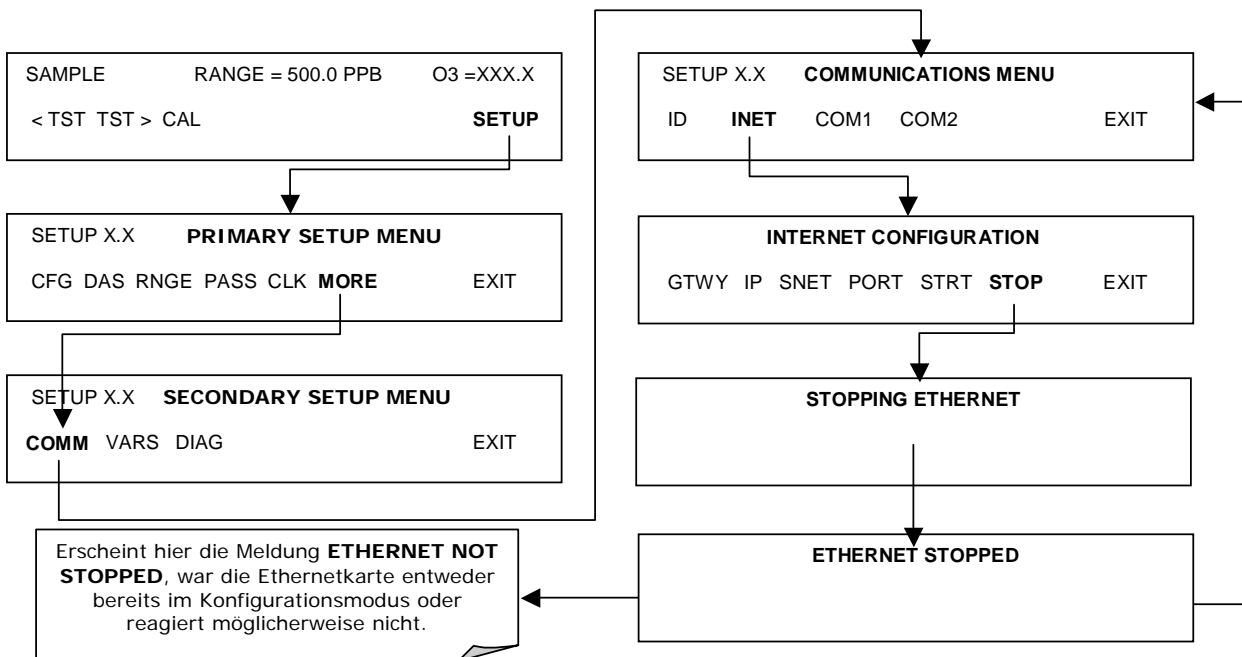 SAMPLE RANGE = 500.0 PPB O3 =XXX.X
< TST TST > CAL SETUP
SETUP X.X PRIMARY SETUP MENU
CFG DAS RNGE PASS CLK MORE EXIT
SETUP X.X SECONDARY SETUP MENU
COMM VARS DIAG EXIT
SETUP X.X COMMUNICATIONS MENU
ID INET COM1 COM2 EXIT
INTERNET CONFIGURATION
GTWY IP SNET PORT STRT STOP EXIT
STOPPING ETHERNET
ETHERNET STOPPED
Erscheint hier die Meldung ETHERNET NOT
STOPPED, war die Ethernetkarte entweder
bereits im Konfigurationsmodus oder
reagiert möglicherweise nicht.